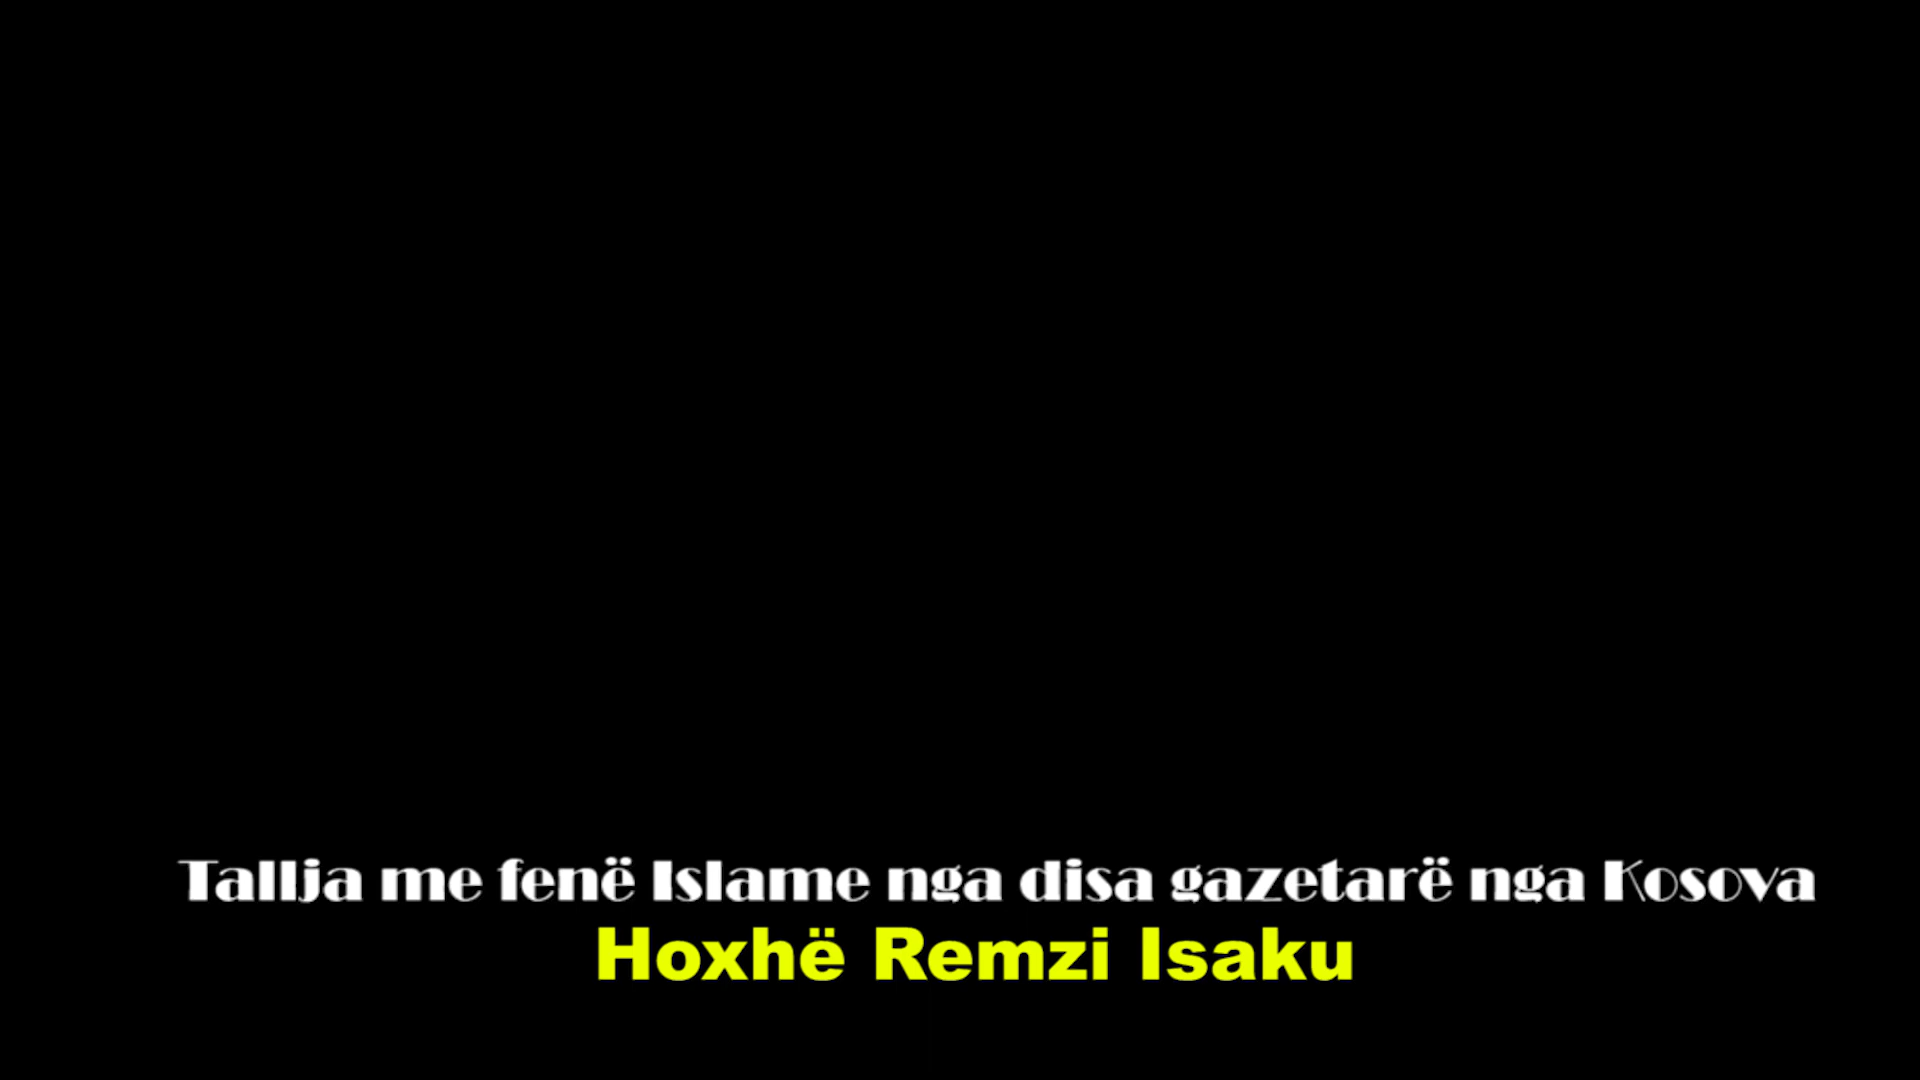 Tallja me fenë Islame nga disa gazetarë nga Kosova
Hoxhë Remzi Isaku